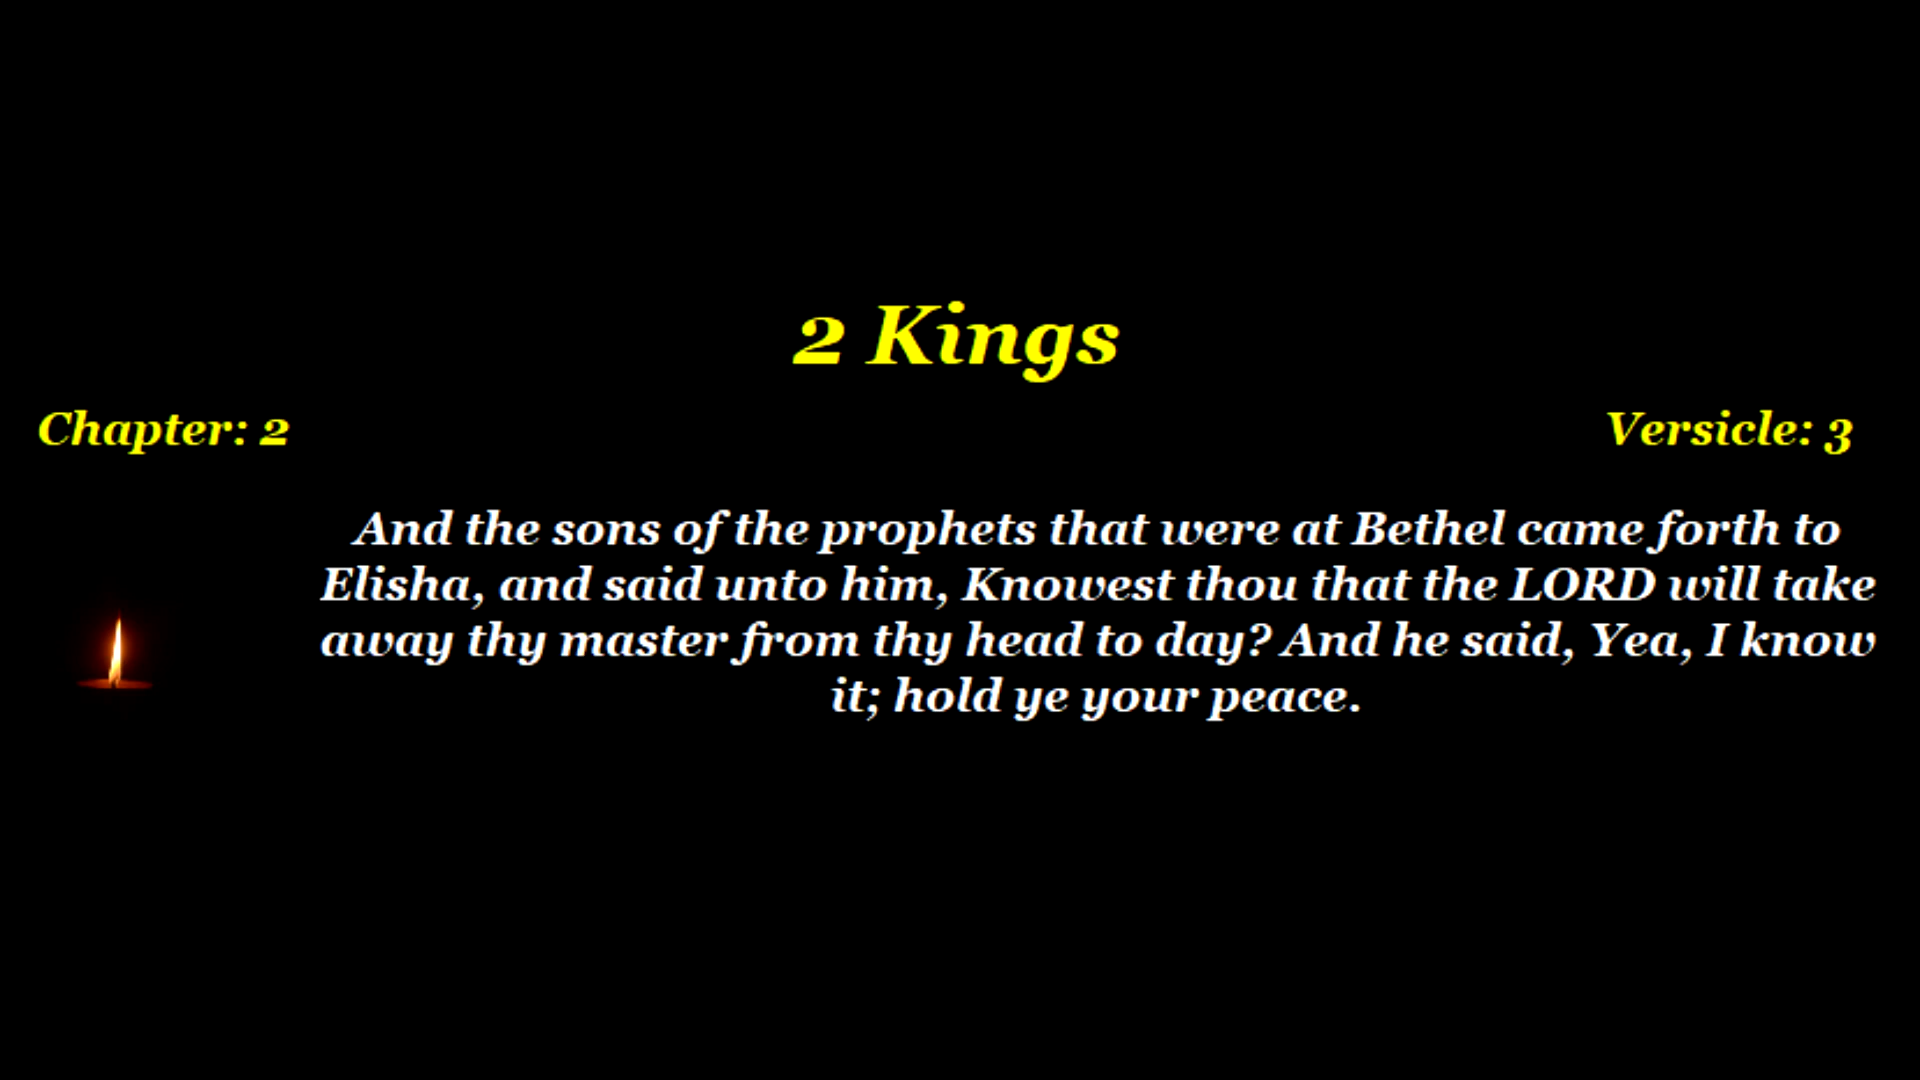 2 Kings
Chapter: 2
Versicle: 3
And the sons of the prophets that were at Bethel came forth to
Elisha, and said unto him, Knowest thou that the LORD will take
away thy master from thy head to day? And he said, Yea, I know
it; hold ye your peace.